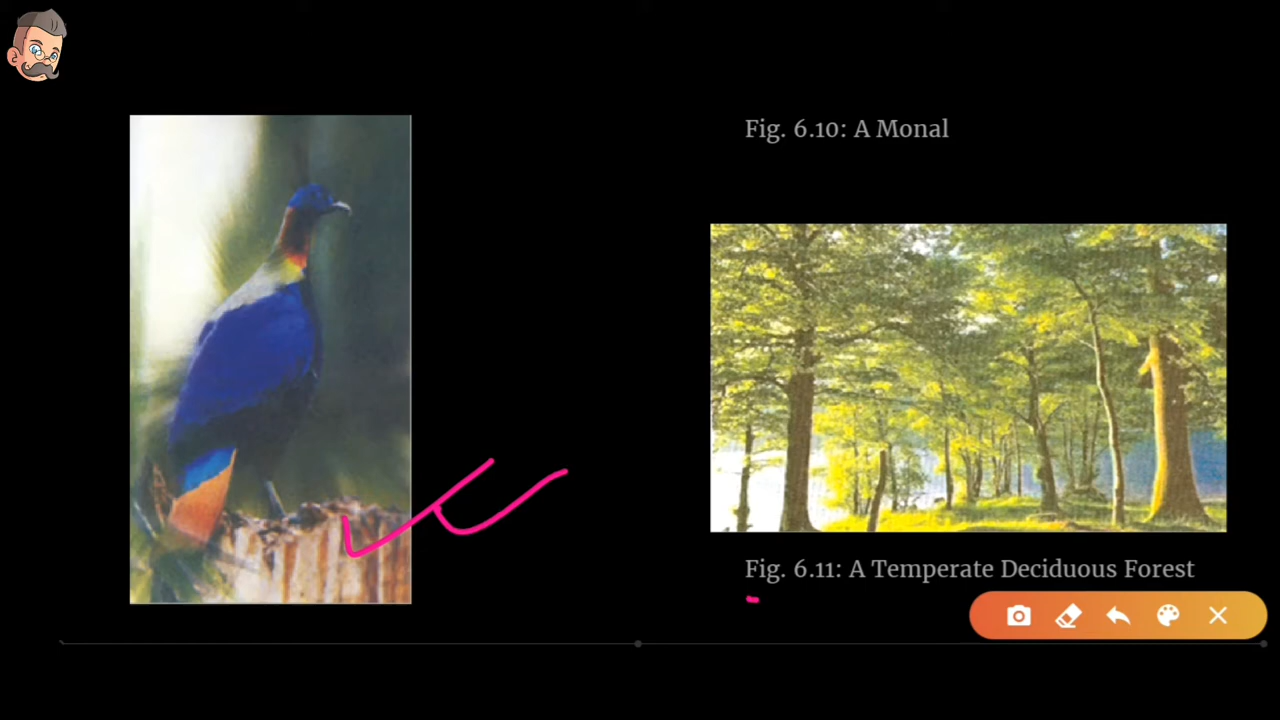 Fig. 6.10: A Monal
Fig. 6.11: A Temperate Deciduous Forest